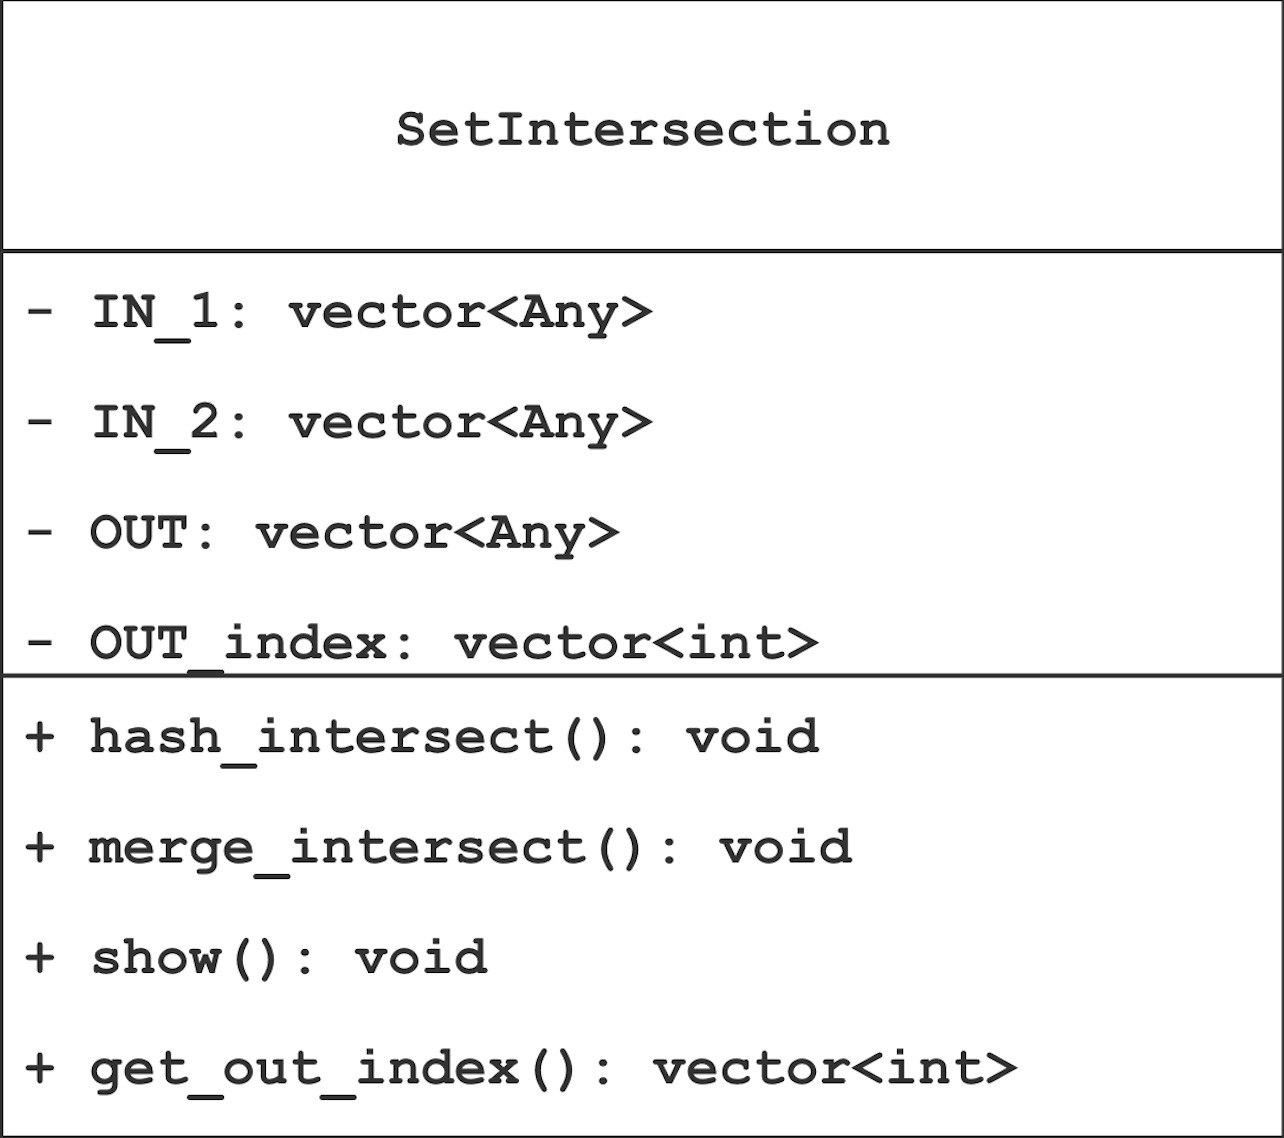 SetIntersection
- IN_1: vector<Any>
- IN_2: vector<Any>
- OUT: vector<Any>
- OUT_index: vector<int>
+ hash_intersect(): void
+ merge_intersect(): void
+ show(): void
+ get_out_index(): vector<int>